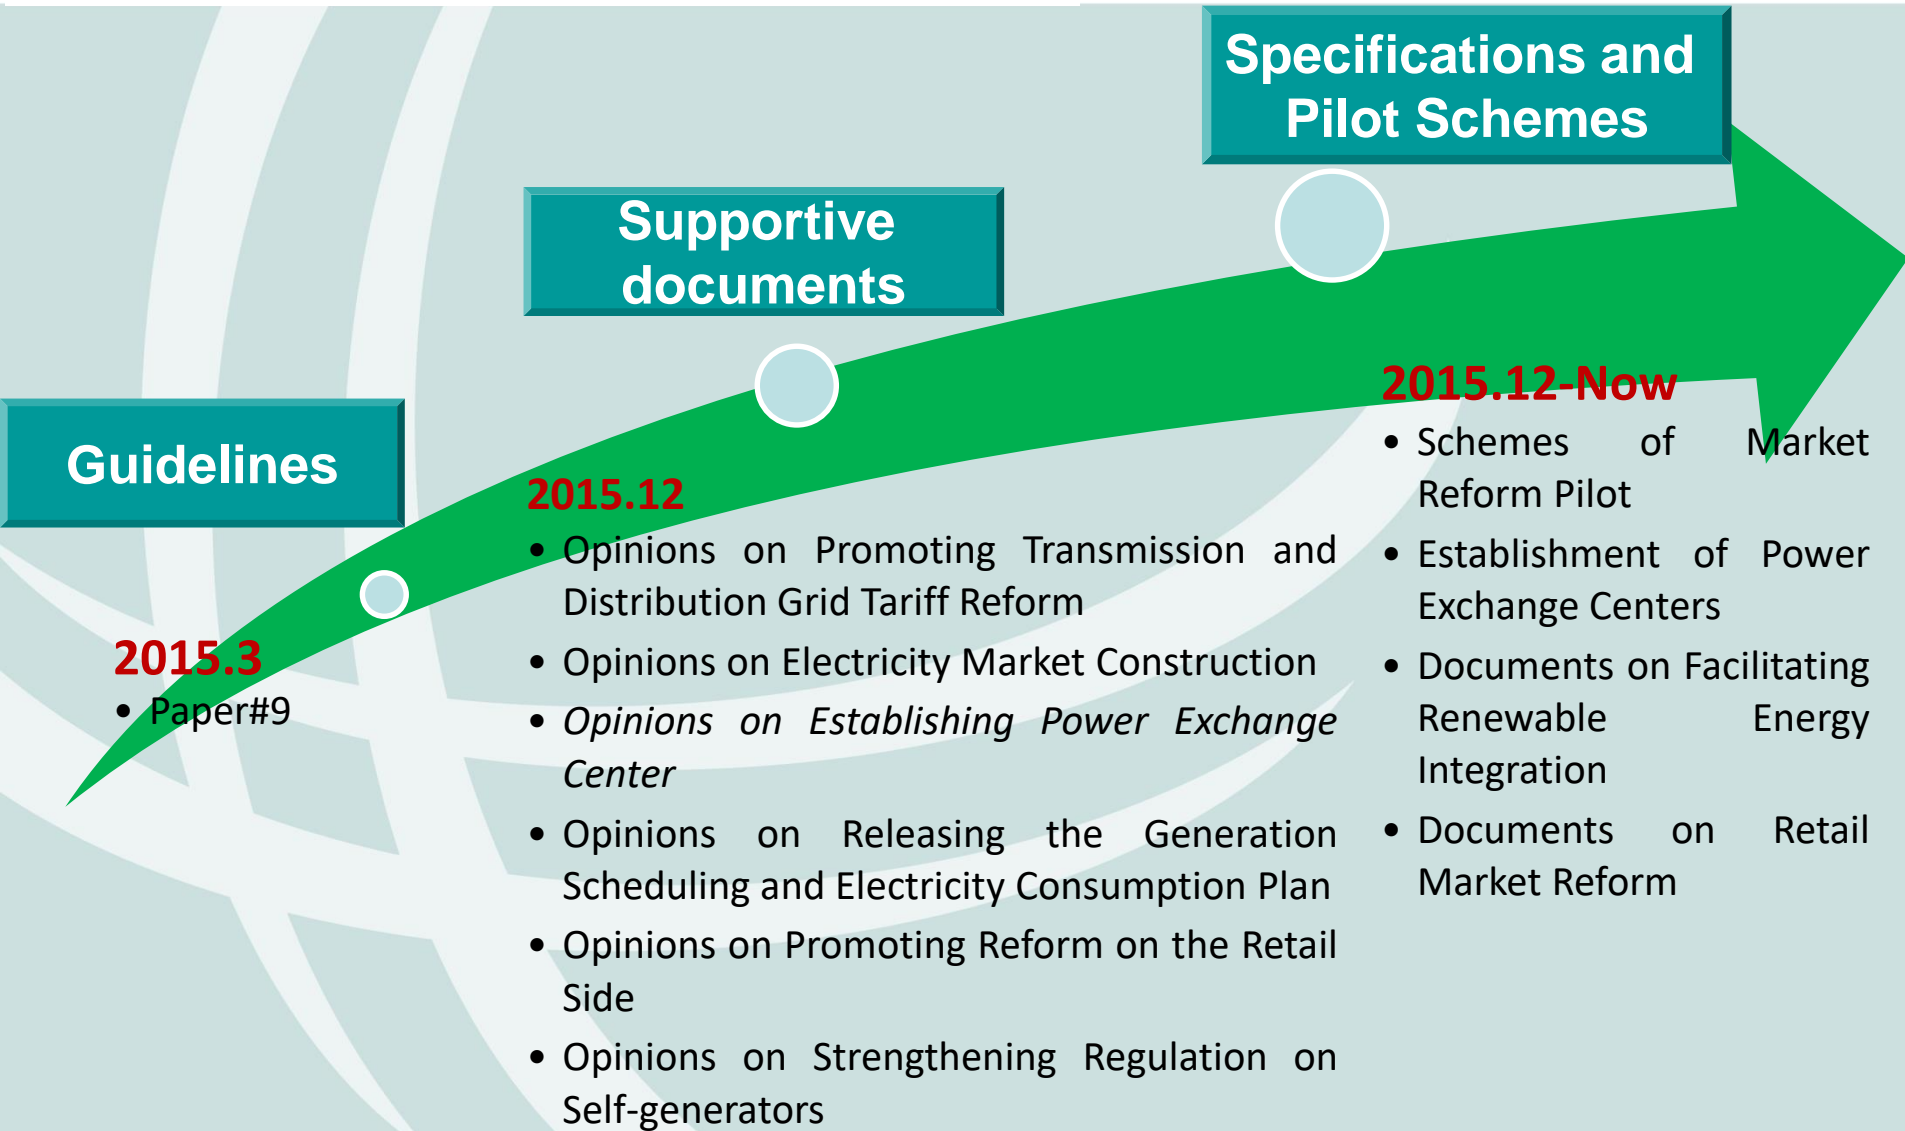 Specifications and
Pilot Schemes
Supportive
documents
Guidelines
2015.3
• Paper#9
2015.12
• Opinions on Promoting Transmission and
Distribution Grid Tariff Reform
• Opinions on Electricity Market Construction
• Opinions on Establishing Power Exchange
Center
• Opinions on Releasing the Generation
Scheduling and Electricity Consumption Plan
• Opinions on Promoting Reform on the Retail
Side
• Opinions on Strengthening Regulation on
Self-generators
2015.12-Now
• Schemes of Market
Reform Pilot
• Establishment of Power
Exchange Centers
• Documents on Facilitating
Renewable Energy
Integration
• Documents on Retail
Market Reform